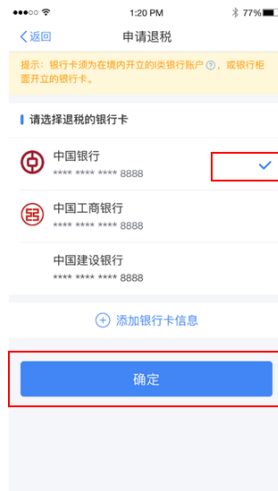 1:20 PM
77%
返回
申请退税
提示：银行卡须为在境内开立的I类银行账户?，或银行柜
面开立的银行卡。
请选择退税的银行卡
中国银行
**** **** **** 8888
中国工商银行
**** **** **** 8888
中国建设银行
**** **** **** 8888
添加银行卡信息
确定